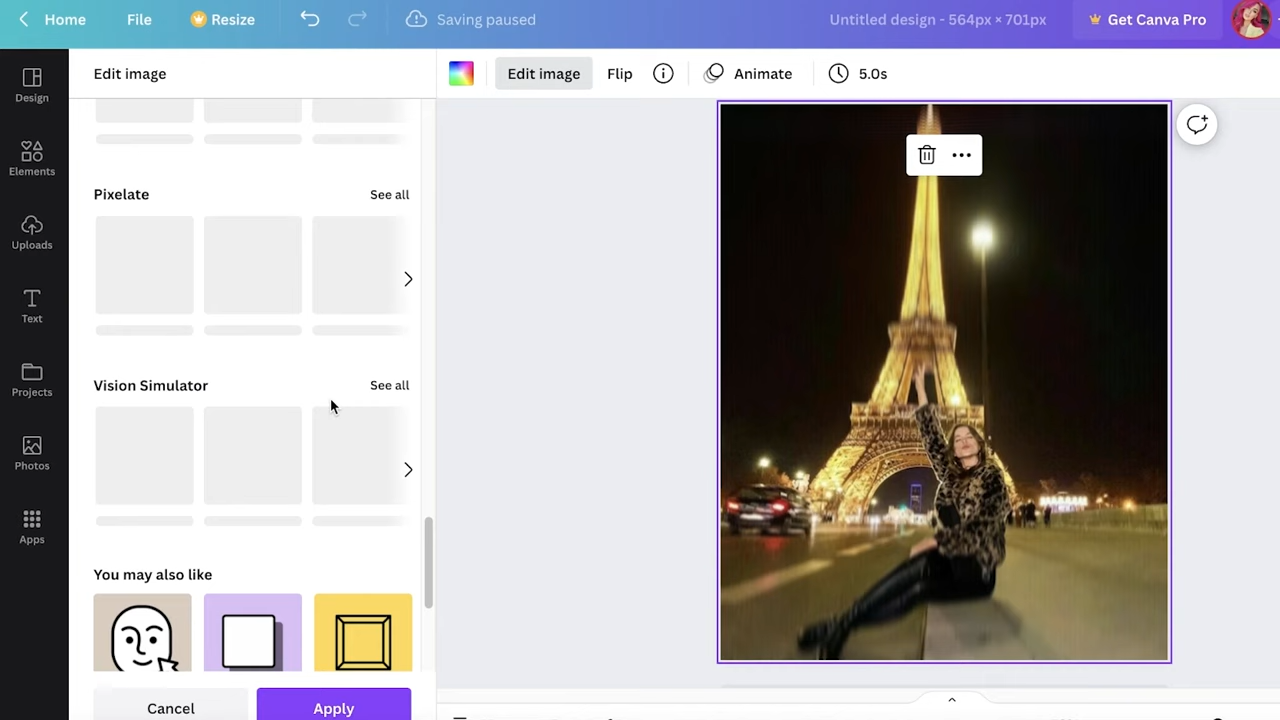 Home File Resize Saving paused Untitled design - 564px × 701px Get Canva Pro
Edit image
Edit image Flip Animate 5.0s
Design
Elements
Uploads
Text
Projects
Photos
Apps
Pixelate See all
Vision Simulator See all
You may also like
Cancel Apply